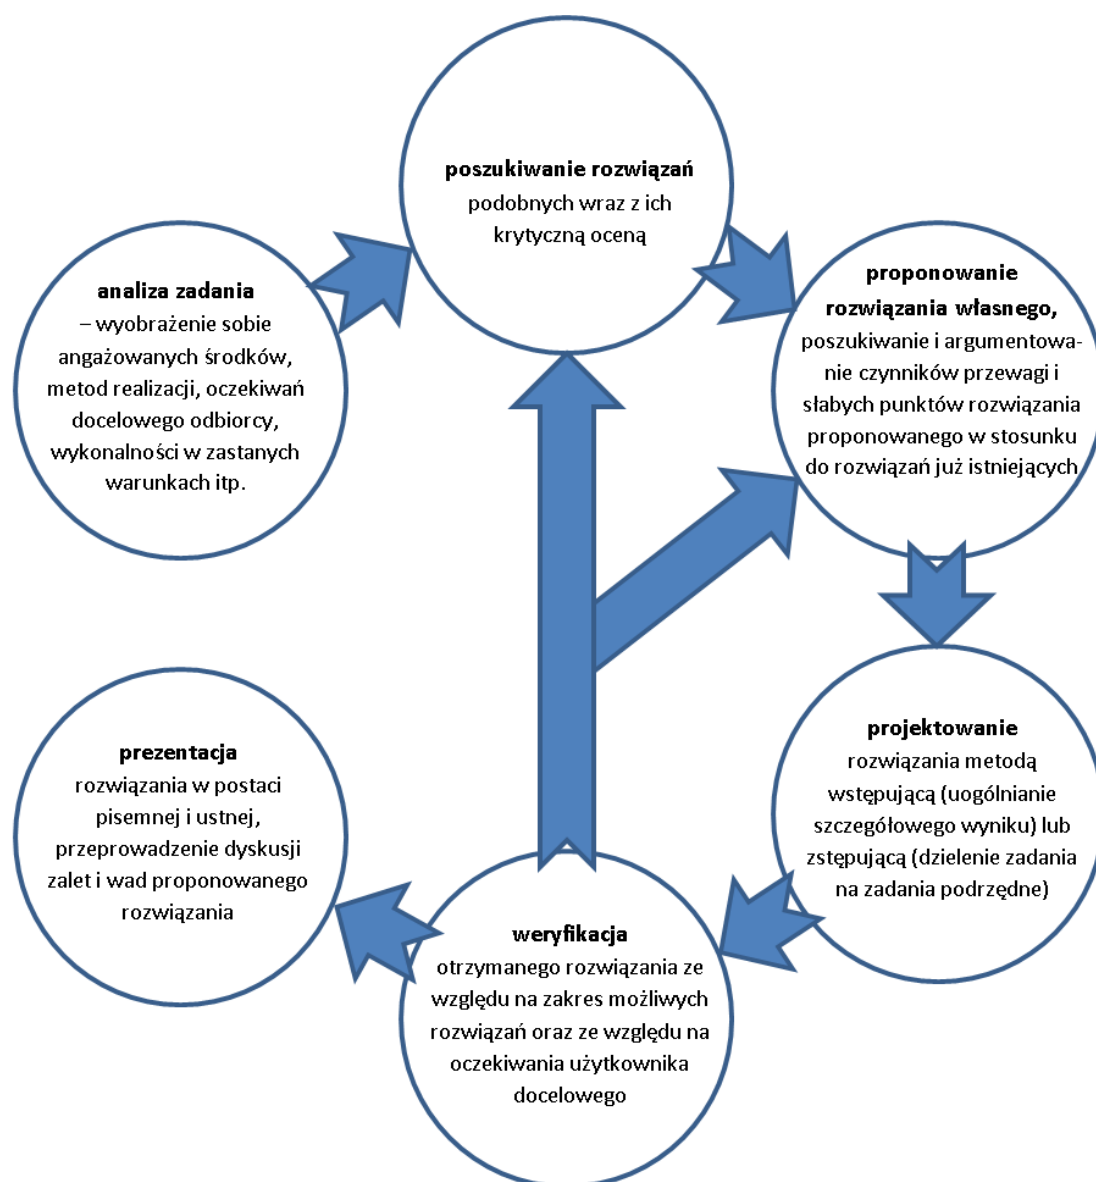 analiza zadania
– wyobrażenie sobie
angażowanych środków,
metod realizacji, oczekiwań
docelowego odbiorcy,
wykonalności w zastanych
warunkach itp.
poszukiwanie rozwiązań
podobnych wraz z ich
krytyczną oceną
proponowanie
rozwiązania własnego,
poszukiwanie i argumentowa-
nie czynników przewagi i
słabych punktów rozwiązania
proponowanego w stosunku
do rozwiązań już istniejących
projektowanie
rozwiązania metodą
wstępującą (uogólnianie
szczegółowego wyniku) lub
zstępującą (dzielenie zadania
na zadania podrzędne)
weryfikacja
otrzymanego rozwiązania ze
względu na zakres możliwych
rozwiązań oraz ze względu na
oczekiwania użytkownika
docelowego
prezentacja
rozwiązania w postaci
pisemnej i ustnej,
przeprowadzenie dyskusji
zalet i wad proponowanego
rozwiązania